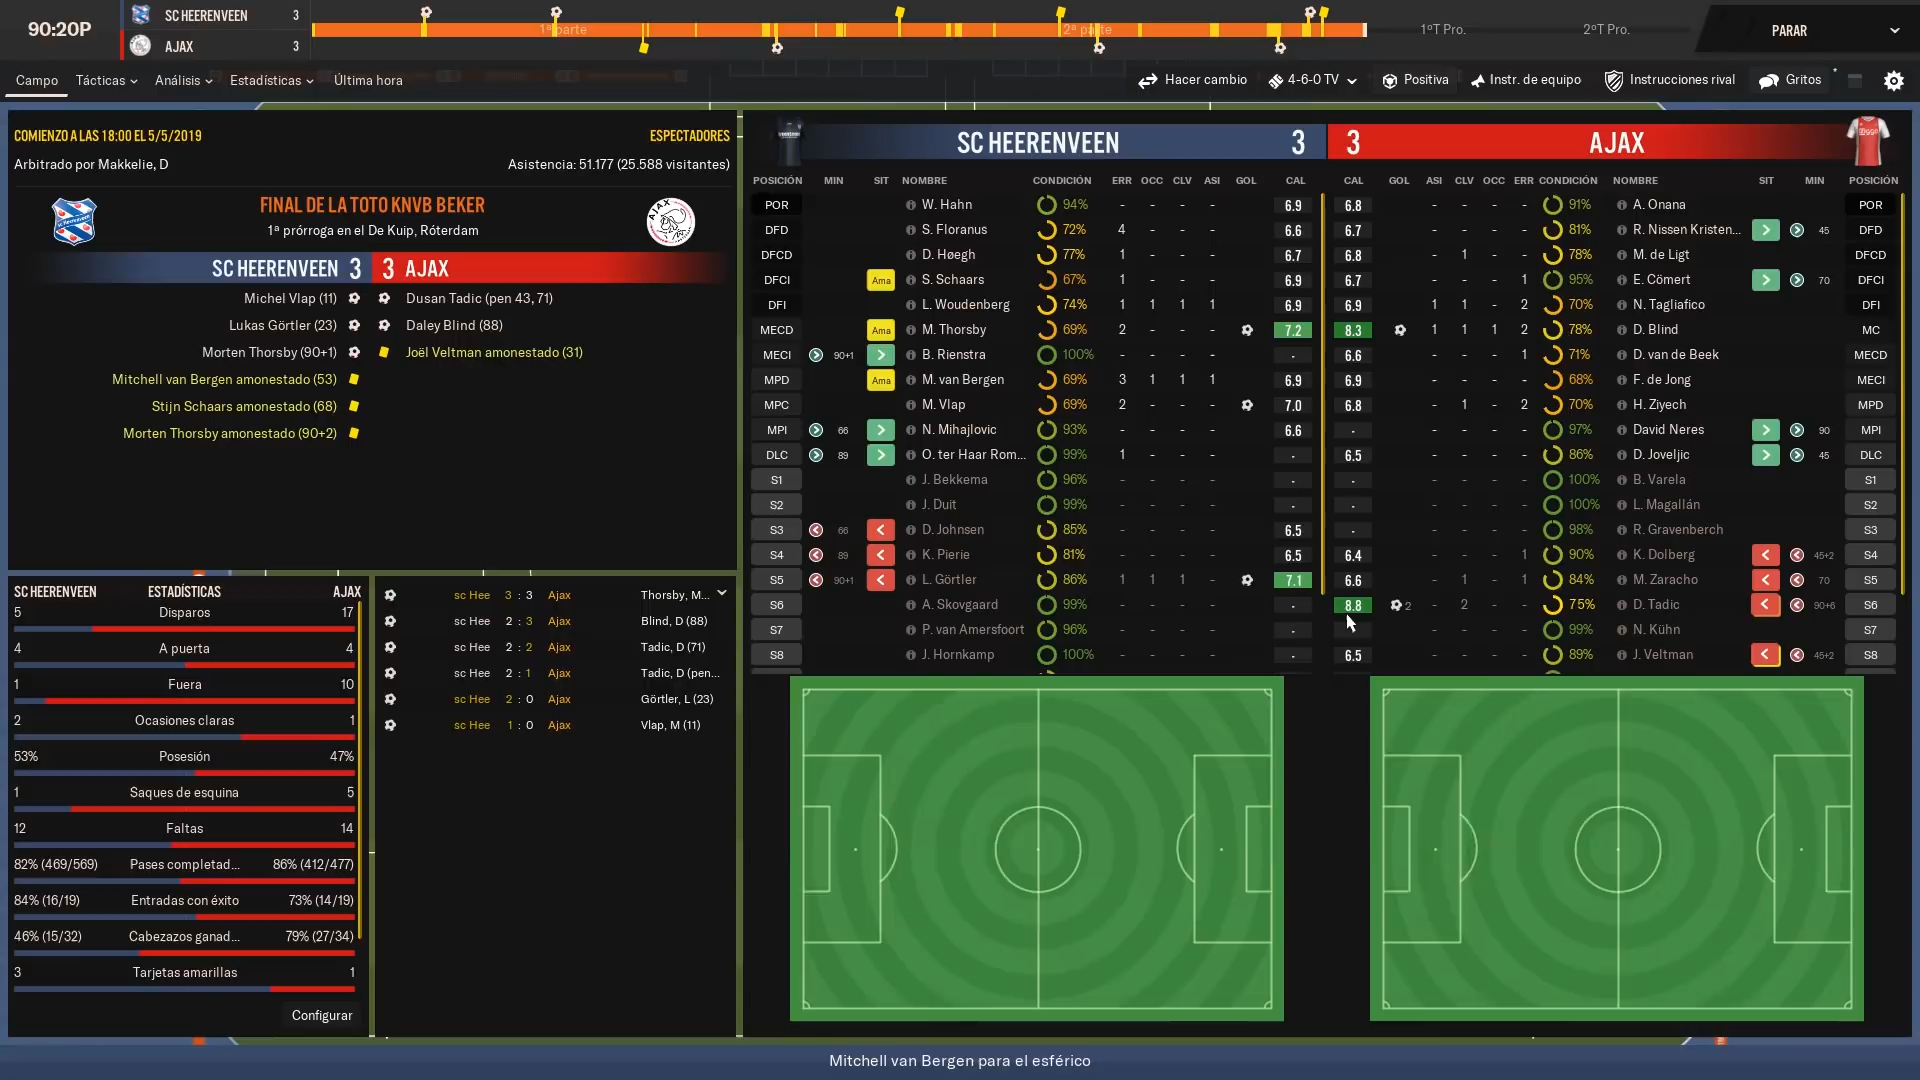 90:20P
SC HEERENVEEN 3
AJAX 3
1ª parte
2ª parte
1ºT Pro.
2ºT Pro.
PARAR
Campo
Tácticas
Análisis
Estadísticas
Última hora
Hacer cambio
4-6-0 TV
Positiva
Instr. de equipo
Instrucciones rival
Gritos
COMIENZO A LAS 18:00 EL 5/5/2019
ESPECTADORES
Arbitrado por Makkelie, D
Asistencia: 51.177 (25.588 visitantes)
FINAL DE LA TOTO KNVB BEKER
1ª prórroga en el De Kuip, Róterdam
SC HEERENVEEN 3 3 AJAX
Michel Vlap (11) Dusan Tadic (pen 43, 71)
Lukas Görtler (23) Daley Blind (88)
Morten Thorsby (90+1) Joël Veltman amonestado (31)
Mitchell van Bergen amonestado (53)
Stijn Schaars amonestado (68)
Morten Thorsby amonestado (90+2)
SC HEERENVEEN ESTADÍSTICAS AJAX
5 Disparos 17
4 A puerta 4
1 Fuera 10
2 Ocasiones claras 1
53% Posesión 47%
1 Saques de esquina 5
12 Faltas 14
82% (469/569) Pases completad... 86% (412/477)
84% (16/19) Entradas con éxito 73% (14/19)
46% (15/32) Cabezazos ganad... 79% (27/34)
3 Tarjetas amarillas 1
Configurar
sc Hee 3 : 3 Ajax Thorsby, M...
sc Hee 2 : 3 Ajax Blind, D (88)
sc Hee 2 : 2 Ajax Tadic, D (71)
sc Hee 2 : 1 Ajax Tadic, D (pen...
sc Hee 2 : 0 Ajax Görtler, L (23)
sc Hee 1 : 0 Ajax Vlap, M (11)
SC HEERENVEEN 3 3 AJAX
POSICIÓN MIN SIT NOMBRE CONDICIÓN ERR OCC CLV ASI GOL CAL CAL GOL ASI CLV OCC ERR CONDICIÓN NOMBRE SIT MIN POSICIÓN
POR W. Hahn 94% - - - - 6.9 6.8 - - - - 91% A. Onana POR
DFD S. Floranus 72% 4 - - - 6.6 6.7 - - - - 81% R. Nissen Kristen... 45 DFD
DFCD D. Høegh 77% 1 - - - 6.7 6.8 - 1 - - 78% M. de Ligt DFCD
DFCI Ama S. Schaars 67% 1 - - - 6.9 6.7 - - - 1 95% E. Cömert 70 DFCI
DFI L. Woudenberg 74% 1 1 1 1 6.9 6.9 1 1 - 2 70% N. Tagliafico DFI
MECD Ama M. Thorsby 69% 2 - - - 7.2 8.3 1 1 1 2 78% D. Blind MC
MECI 90+1 B. Rienstra 100% - - - - - 6.6 - - - 1 71% D. van de Beek MECD
MPD Ama M. van Bergen 69% 3 1 1 1 6.9 6.9 - - - - 68% F. de Jong MECI
MPC M. Vlap 69% 2 - - - 7.0 6.8 - 1 - 2 70% H. Ziyech MPD
MPI 66 N. Mihajlovic 93% - - - - 6.6 - - - - - 97% David Neres 90 MPI
DLC 89 O. ter Haar Rom... 99% 1 - - - - 6.5 - - - - 86% D. Joveljic 45 DLC
S1 J. Bekkema 96% - - - - - - - - - - 100% B. Varela S1
S2 J. Duit 99% - - - - - - - - - - 100% L. Magallán S2
S3 66 D. Johnsen 85% - - - - 6.5 - - - - - 98% R. Gravenberch S3
S4 89 K. Pierie 81% - - - - 6.5 6.4 - - - 1 90% K. Dolberg 45+2 S4
S5 90+1 L. Görtler 86% 1 1 1 - 7.1 6.6 - 1 - 1 84% M. Zaracho 70 S5
S6 A. Skovgaard 99% - - - - - 8.8 2 - 2 - - 75% D. Tadic 90+6 S6
S7 P. van Amersfoort 96% - - - - - - - - - 99% N. Kühn S7
S8 J. Hornkamp 100% - - - - - 6.5 - - - - 89% J. Veltman 45+2 S8
Mitchell van Bergen para el esférico